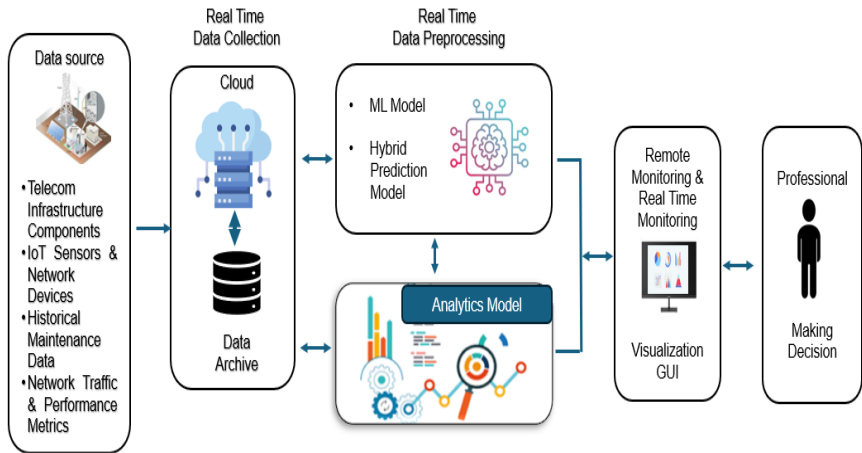 Real Time
Data Collection
Real Time
Data Preprocessing
Data source
•Telecom
Infrastructure
Components
•IoT Sensors &
Network
Devices
•Historical
Maintenance
Data
•Network Traffic
& Performance
Metrics
Cloud
Data
Archive
• ML Model
• Hybrid
Prediction
Model
Analytics Model
Remote
Monitoring &
Real Time
Monitoring
Visualization
GUI
Professional
Making
Decision